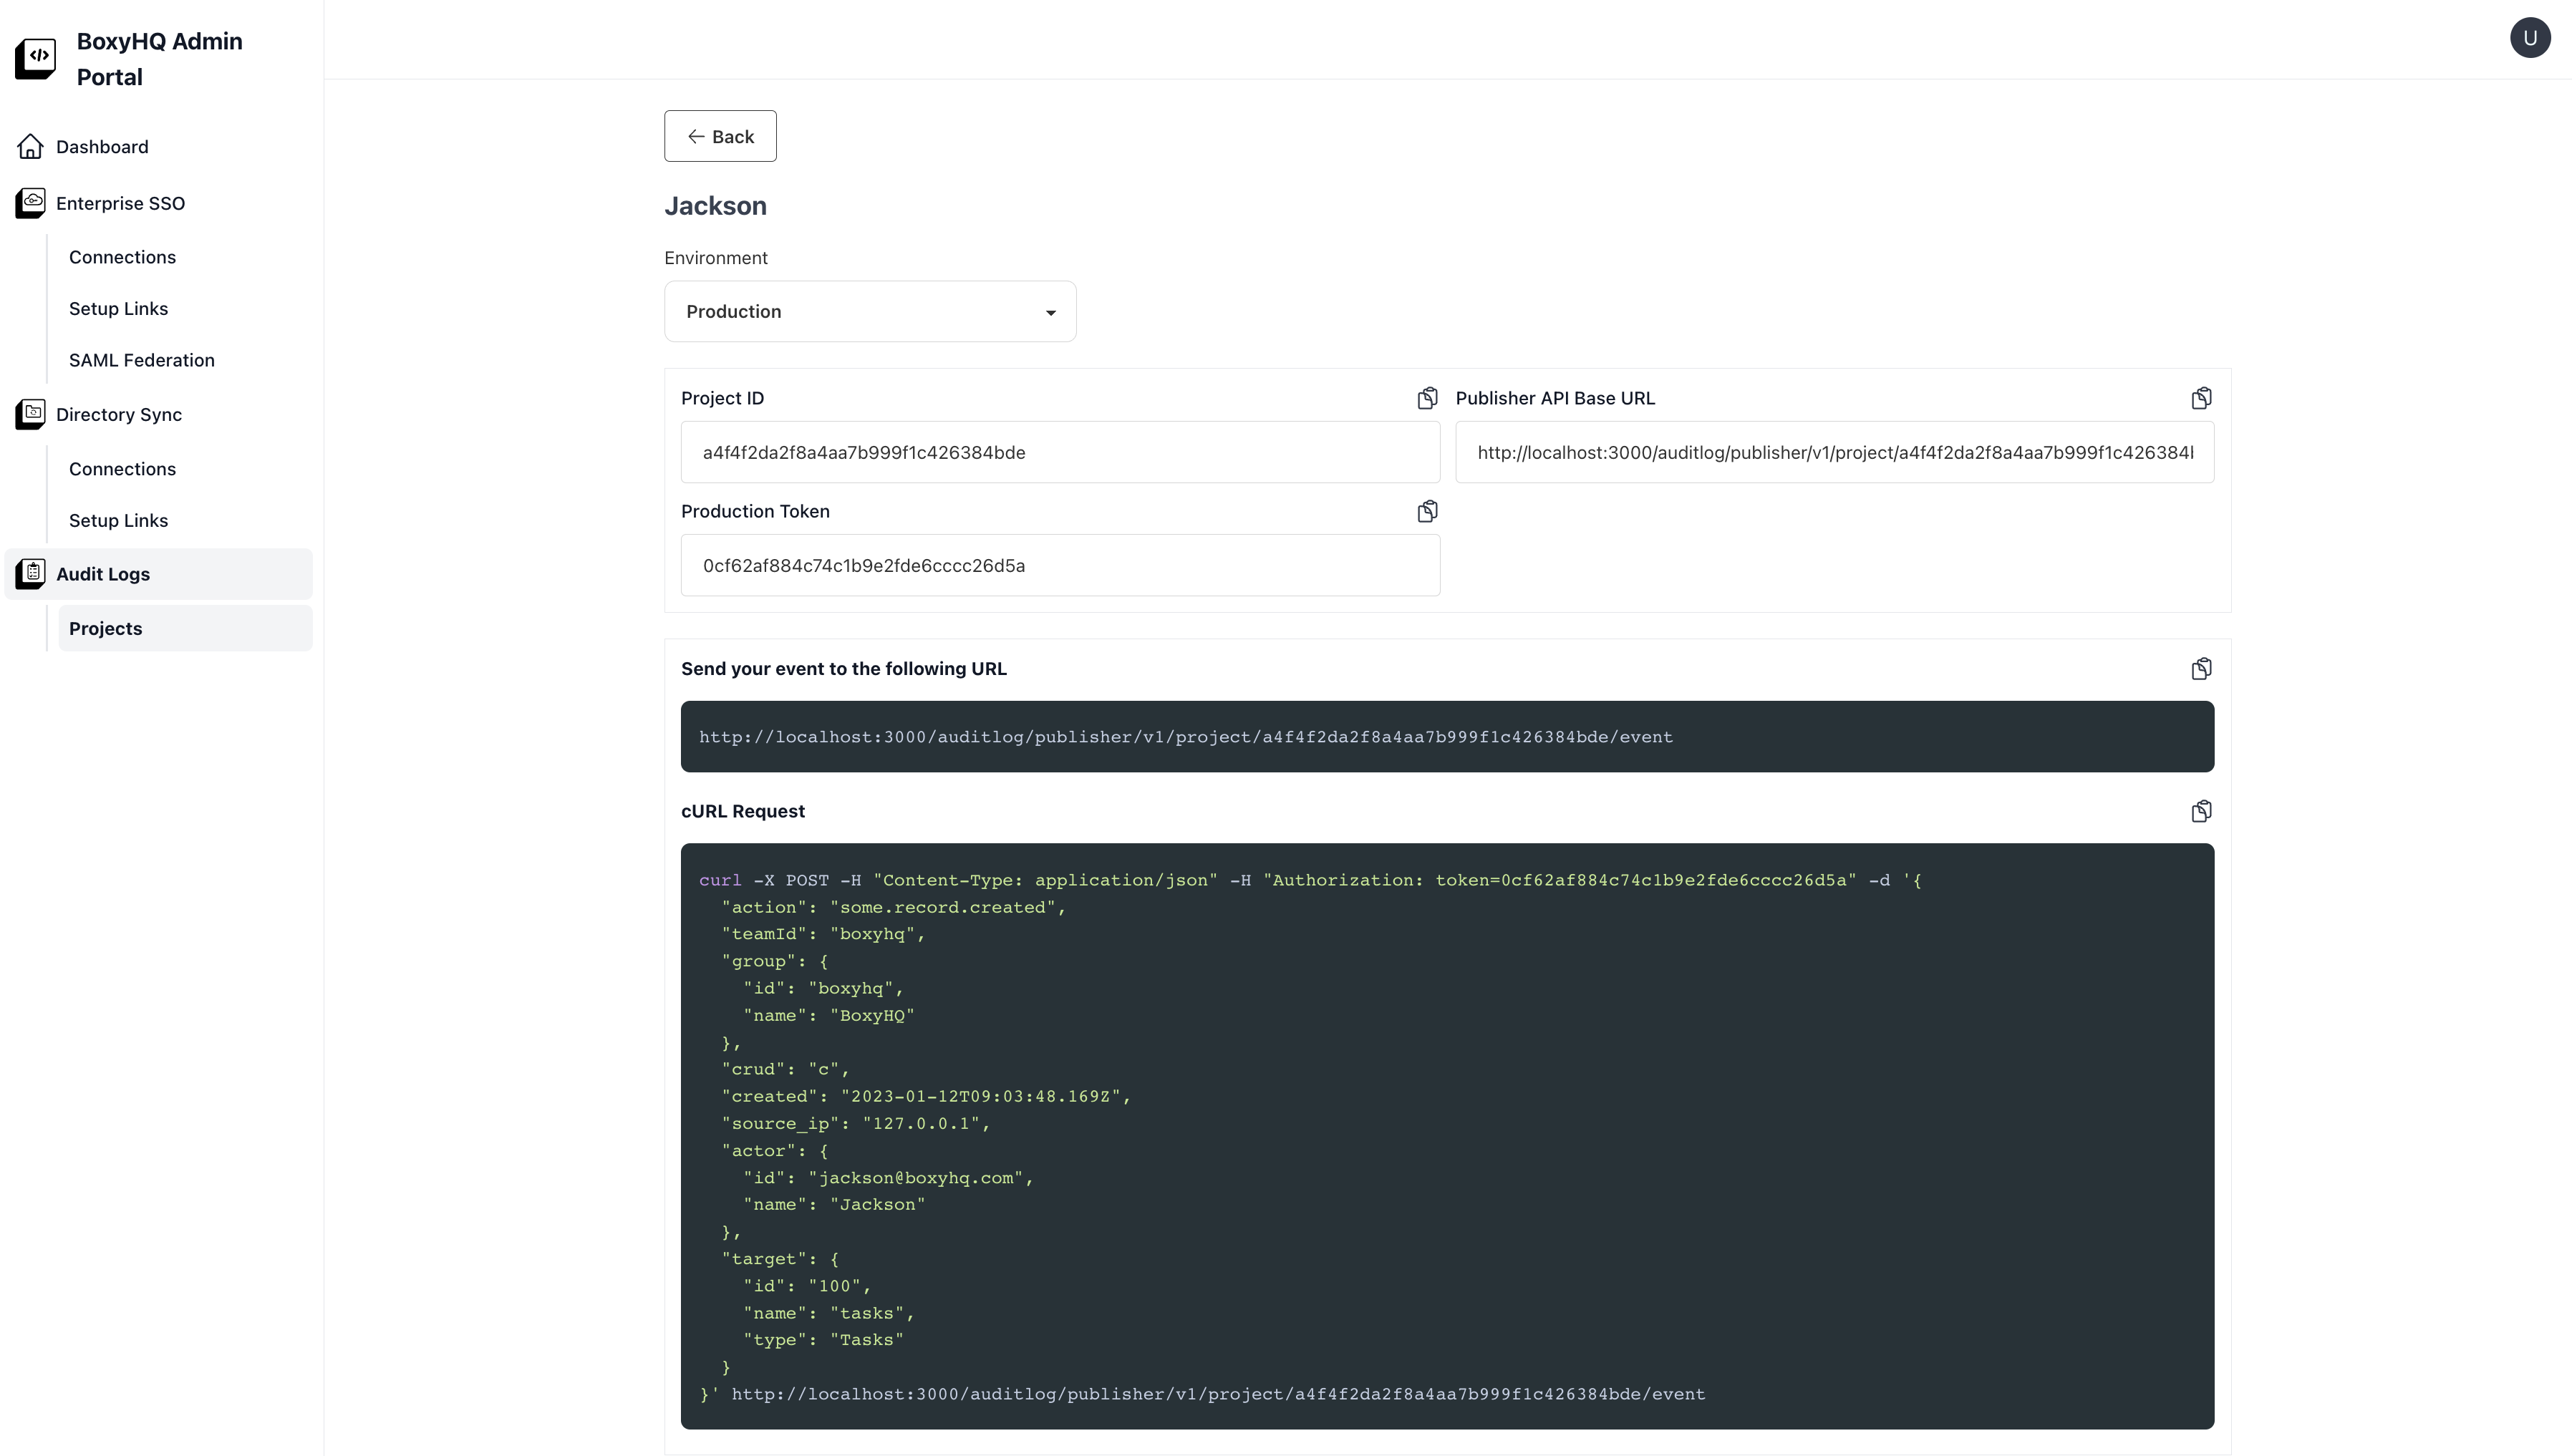 BoxyHQ Admin
Portal
U
Dashboard
Enterprise SSO
Connections
Setup Links
SAML Federation
Directory Sync
Connections
Setup Links
Audit Logs
Projects
Back
Jackson
Environment
Production
Project ID
a4f4f2da2f8a4aa7b999f1c426384bde
Publisher API Base URL
http://localhost:3000/auditlog/publisher/v1/project/a4f4f2da2f8a4aa7b999f1c426384
Production Token
0cf62af884c74c1b9e2fde6cccc26d5a
Send your event to the following URL
http://localhost:3000/auditlog/publisher/v1/project/a4f4f2da2f8a4aa7b999f1c426384bde/event
cURL Request
curl -X POST -H "Content-Type: application/json" -H "Authorization: token=0cf62af884c74c1b9e2fde6cccc26d5a" -d '{
"action": "some.record.created",
"teamId": "boxyhq",
"group": {
"id": "boxyhq",
"name": "BoxyHQ"
},
"crud": "c",
"created": "2023-01-12T09:03:48.169Z",
"source_ip": "127.0.0.1",
"actor": {
"id": "jackson@boxyhq.com",
"name": "Jackson"
},
"target": {
"id": "100",
"name": "tasks",
"type": "Tasks"
}
}' http://localhost:3000/auditlog/publisher/v1/project/a4f4f2da2f8a4aa7b999f1c426384bde/event